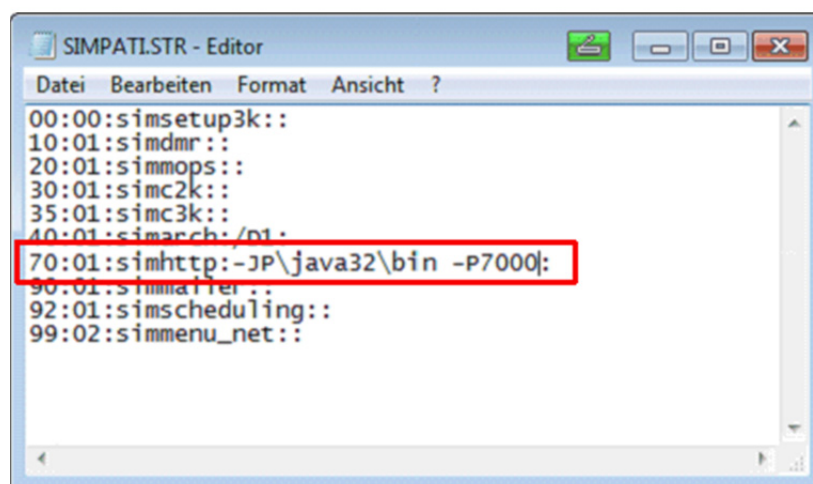 SIMPATI.STR - Editor
Datei Bearbeiten Format Ansicht ?
00:00:simsetup3k::
10:01:simdmr::
20:01:simmops::
30:01:simc2k::
35:01:simc3k::
40:01:simarch:/D1:
70:01:simhttp:-JP\java32\bin -P7000:
90:01:simmailer::
92:01:simscheduling::
99:02:simmenu_net::